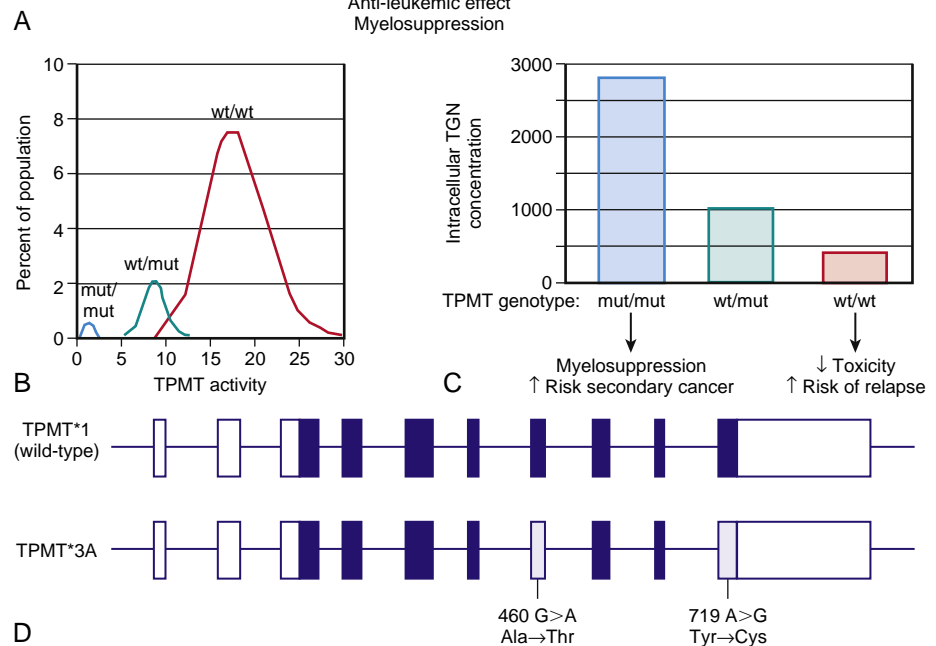 Anti-leukemic effect
Myelosuppression
A
10
8
6
4
2
0
Percent of population
wt/wt
wt/mut
mut/
mut
0 5 10 15 20 25 30
TPMT activity
B
3000
2000
1000
0
Intracellular TGN
concentration
TPMT genotype: mut/mut wt/mut wt/wt
Myelosuppression
↑ Risk secondary cancer
↓ Toxicity
↑ Risk of relapse
C
TPMT*1
(wild-type)
TPMT*3A
460 G>A
Ala→Thr
719 A>G
Tyr→Cys
D